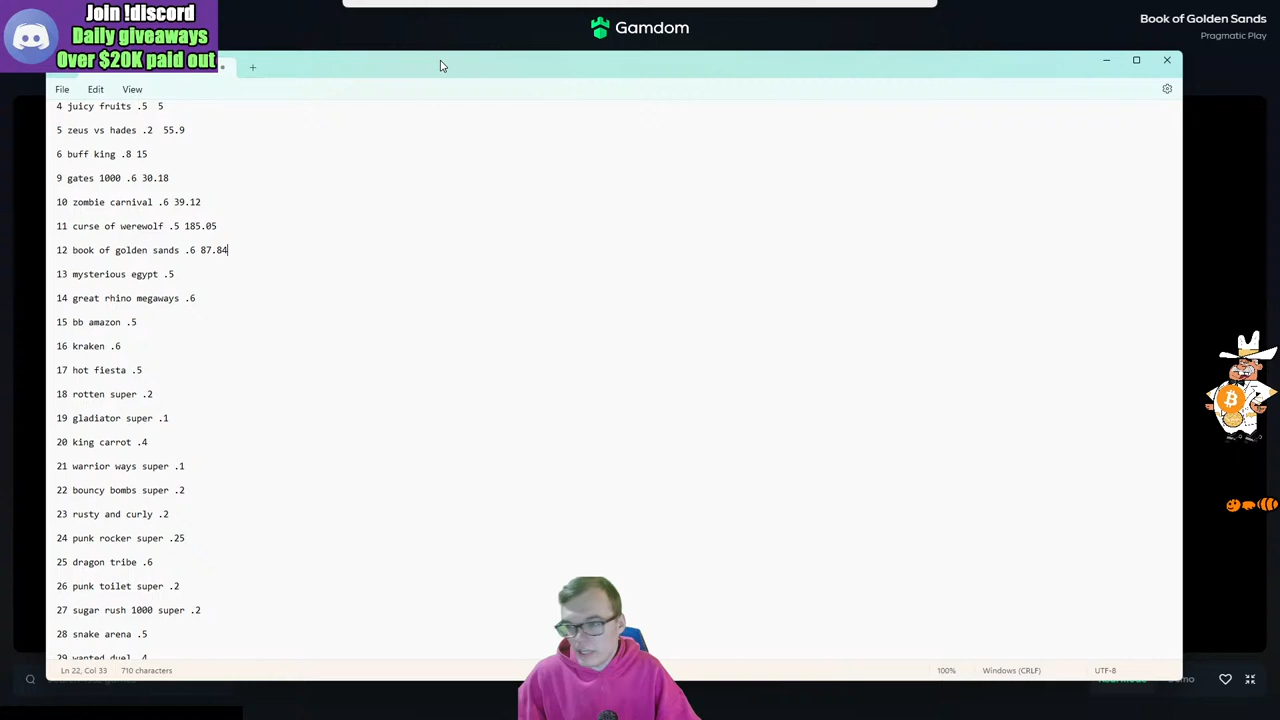 Join !discord
Daily giveaways
Over $20K paid out
Gamdom
Book of Golden Sands
Pragmatic Play
File Edit View
4 juicy fruits .5 5
5 zeus vs hades .2 55.9
6 buff king .8 15
9 gates 1000 .6 30.18
10 zombie carnival .6 39.12
11 curse of werewolf .5 185.05
12 book of golden sands .6 87.84
13 mysterious egypt .5
14 great rhino megaways .6
15 bb amazon .5
16 kraken .6
17 hot fiesta .5
18 rotten super .2
19 gladiator super .1
20 king carrot .4
21 warrior ways super .1
22 bouncy bombs super .2
23 rusty and curly .2
24 punk rocker super .25
25 dragon tribe .6
26 punk toilet super .2
27 sugar rush 1000 super .2
28 snake arena .5
29 wanted duel .4
Ln 22, Col 33 710 characters 100% Windows (CRLF) UTF-8